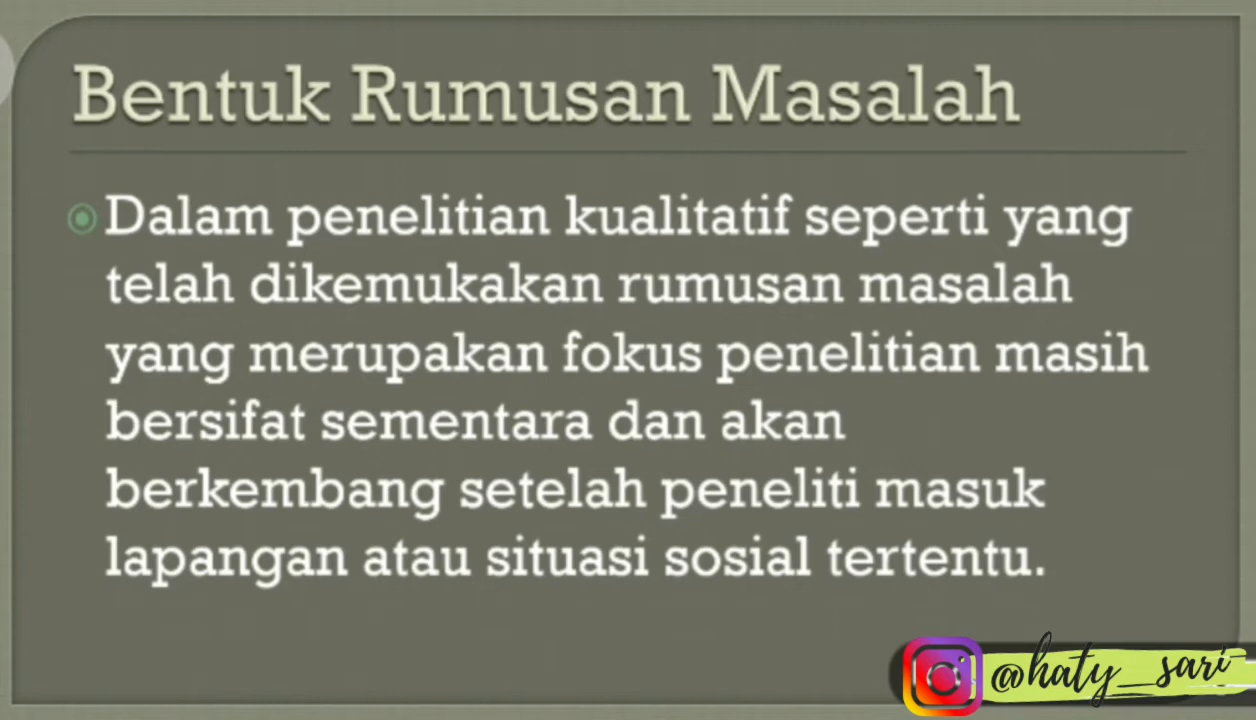 Bentuk Rumusan Masalah
Dalam penelitian kualitatif seperti yang
telah dikemukakan rumusan masalah
yang merupakan fokus penelitian masih
bersifat sementara dan akan
berkembang setelah peneliti masuk
lapangan atau situasi sosial tertentu.
@haty_sari